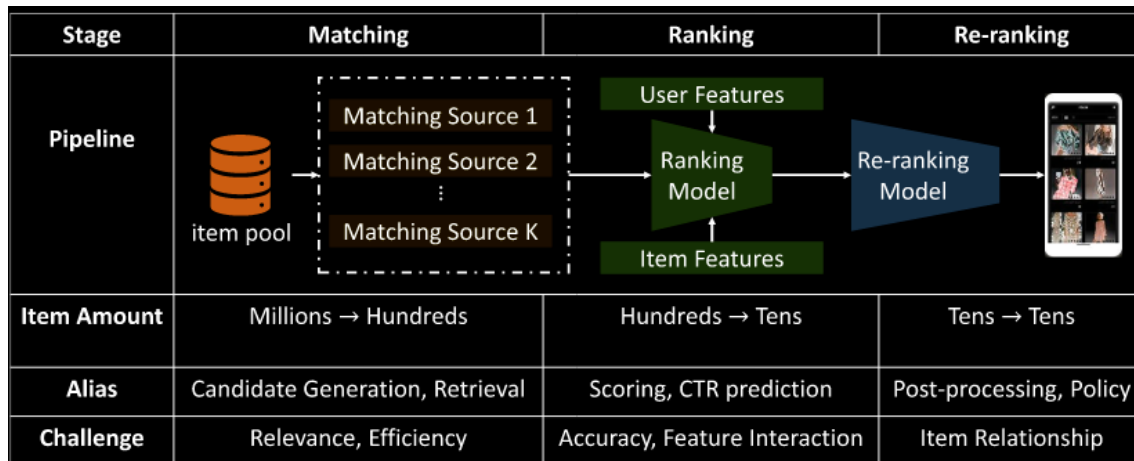 Stage Matching Ranking Re-ranking
Pipeline
item pool
Matching Source 1
Matching Source 2
⋮
Matching Source K
User Features
Ranking
Model
Item Features
Re-ranking
Model
Item Amount Millions → Hundreds Hundreds → Tens Tens → Tens
Alias Candidate Generation, Retrieval Scoring, CTR prediction Post-processing, Policy
Challenge Relevance, Efficiency Accuracy, Feature Interaction Item Relationship